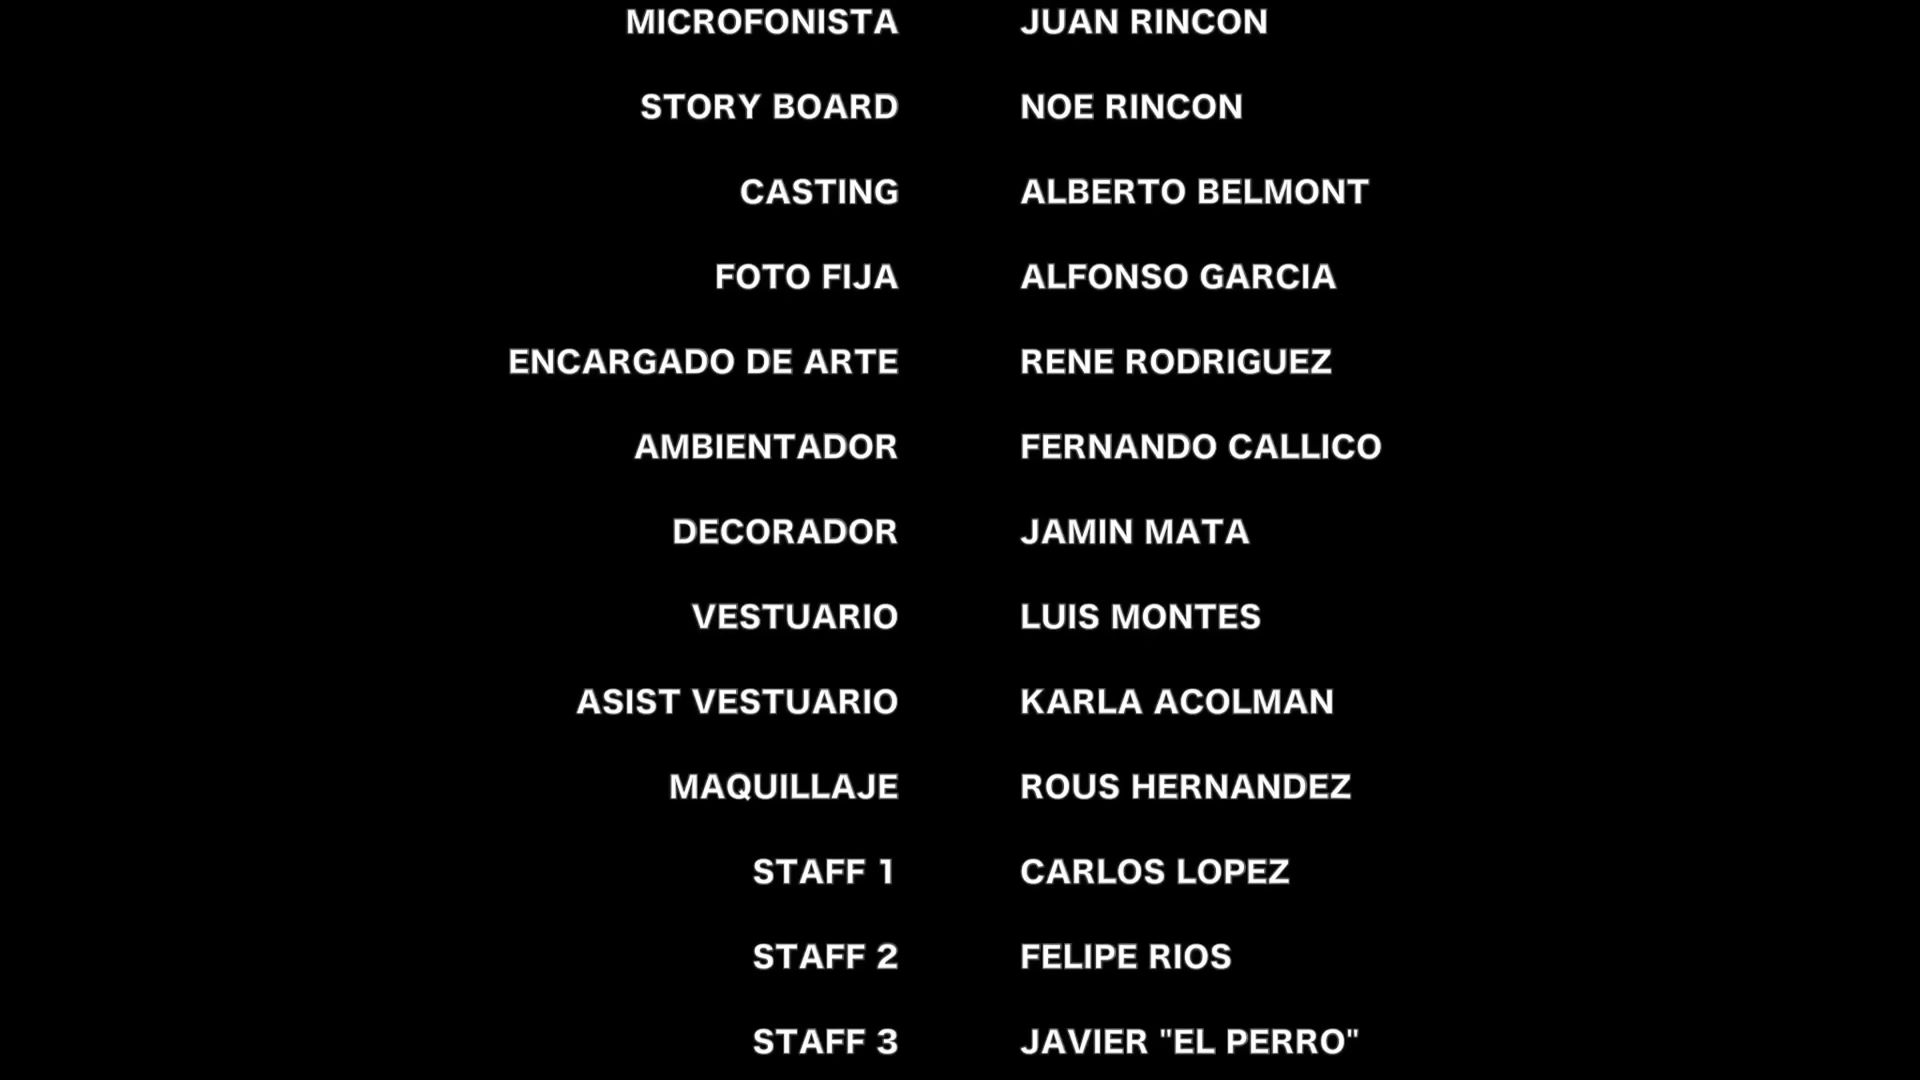 MICROFONISTA JUAN RINCON
STORY BOARD NOE RINCON
CASTING ALBERTO BELMONT
FOTO FIJA ALFONSO GARCIA
ENCARGADO DE ARTE RENE RODRIGUEZ
AMBIENTADOR FERNANDO CALLICO
DECORADOR JAMIN MATA
VESTUARIO LUIS MONTES
ASIST VESTUARIO KARLA ACOLMAN
MAQUILLAJE ROUS HERNANDEZ
STAFF 1 CARLOS LOPEZ
STAFF 2 FELIPE RIOS
STAFF 3 JAVIER "EL PERRO"